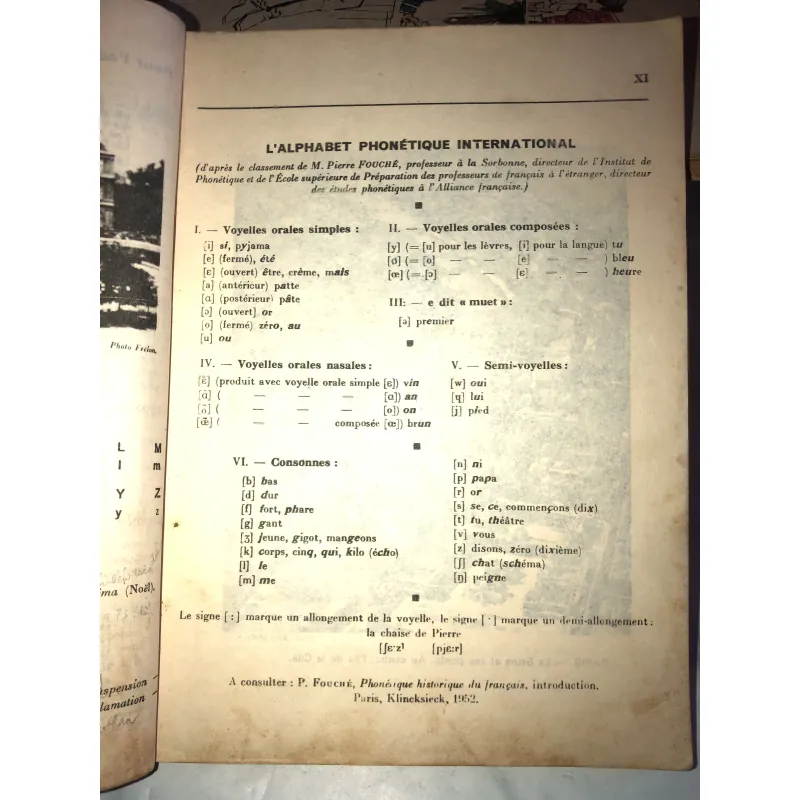 XI
L'ALPHABET PHONÉTIQUE INTERNATIONAL
(d'après le classement de M. Pierre FOUCHÉ, professeur à la Sorbonne, directeur de l'Institut de
Phonétique et de l'École supérieure de Préparation des professeurs de français à l'étranger, directeur
des études phonétiques à l'Alliance française.)
I. — Voyelles orales simples :
[i] si, pyjama
[e] (fermé), été
[ɛ] (ouvert) être, crème, mais
[a] (antérieur) patte
[ɑ] (postérieur) pâte
[ɔ] (ouvert) or
[o] (fermé) zéro, au
[u] ou
II. — Voyelles orales composées :
[y] (= [u] pour les lèvres, [i] pour la langue) tu
[ø] (= [o] — — [e] — — ) bleu
[œ] (= [ɔ] — — [ɛ] — — ) heure
III: — e dit « muet » :
[ə] premier
IV. — Voyelles orales nasales :
[ɛ̃] (produit avec voyelle orale simple [ɛ]) vin
[ɑ̃] ( — — — [ɑ]) an
( — — — [o]) on
[œ̃] ( — — composée [œ]) brun
V. — Semi-voyelles :
[w] oui
[ɥ] lui
[j] pied
VI. — Consonnes :
[b] bas
[d] dur
[f] fort, phare
[g] gant
[ʒ] jeune, gigot, mangeons
[k] corps, cinq, qui, kilo (écho)
[l] le
[m] me
[n] ni
[p] papa
[r] or
[s] se, ce, commençons (dix)
[t] tu, théâtre
[v] vous
[z] disons, zéro (dixième)
[ʃ] chat (schéma)
[ŋ] peigne
Le signe [:] marque un allongement de la voyelle, le signe [·] marque un demi-allongement :
la chaise de Pierre
[ʃɛ·z] [pjɛ:r]
A consulter : P. FOUCHÉ, Phonétique historique du français, introduction.
Paris, Klincksieck, 1952.
Photo Frélon.
L M
l m
Y Z
y z
(Noël).